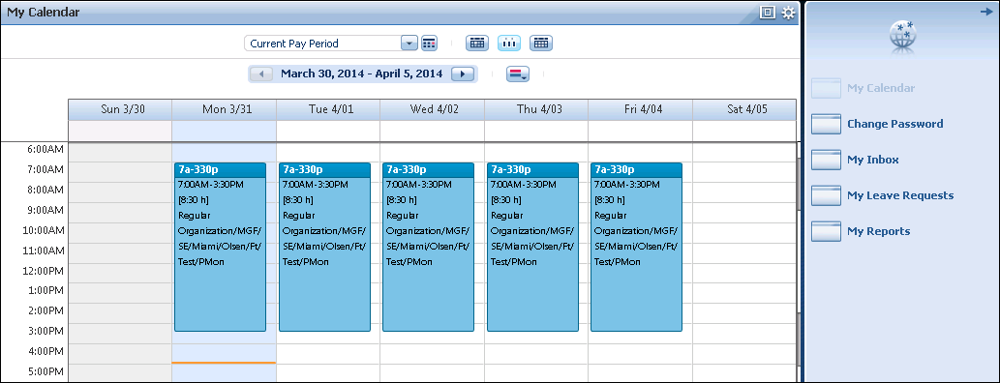 My Calendar
Current Pay Period
March 30, 2014 - April 5, 2014
Sun 3/30 Mon 3/31 Tue 4/01 Wed 4/02 Thu 4/03 Fri 4/04 Sat 4/05
6:00AM
7:00AM
8:00AM
9:00AM
10:00AM
11:00AM
12:00PM
1:00PM
2:00PM
3:00PM
4:00PM
5:00PM
7a-330p
7:00AM-3:30PM
[8:30 h]
Regular
Organization/MGF/
SE/Miami/Olsen/Ft/
Test/PMon
7a-330p
7:00AM-3:30PM
[8:30 h]
Regular
Organization/MGF/
SE/Miami/Olsen/Ft/
Test/PMon
7a-330p
7:00AM-3:30PM
[8:30 h]
Regular
Organization/MGF/
SE/Miami/Olsen/Ft/
Test/PMon
7a-330p
7:00AM-3:30PM
[8:30 h]
Regular
Organization/MGF/
SE/Miami/Olsen/Ft/
Test/PMon
7a-330p
7:00AM-3:30PM
[8:30 h]
Regular
Organization/MGF/
SE/Miami/Olsen/Ft/
Test/PMon
My Calendar
Change Password
My Inbox
My Leave Requests
My Reports